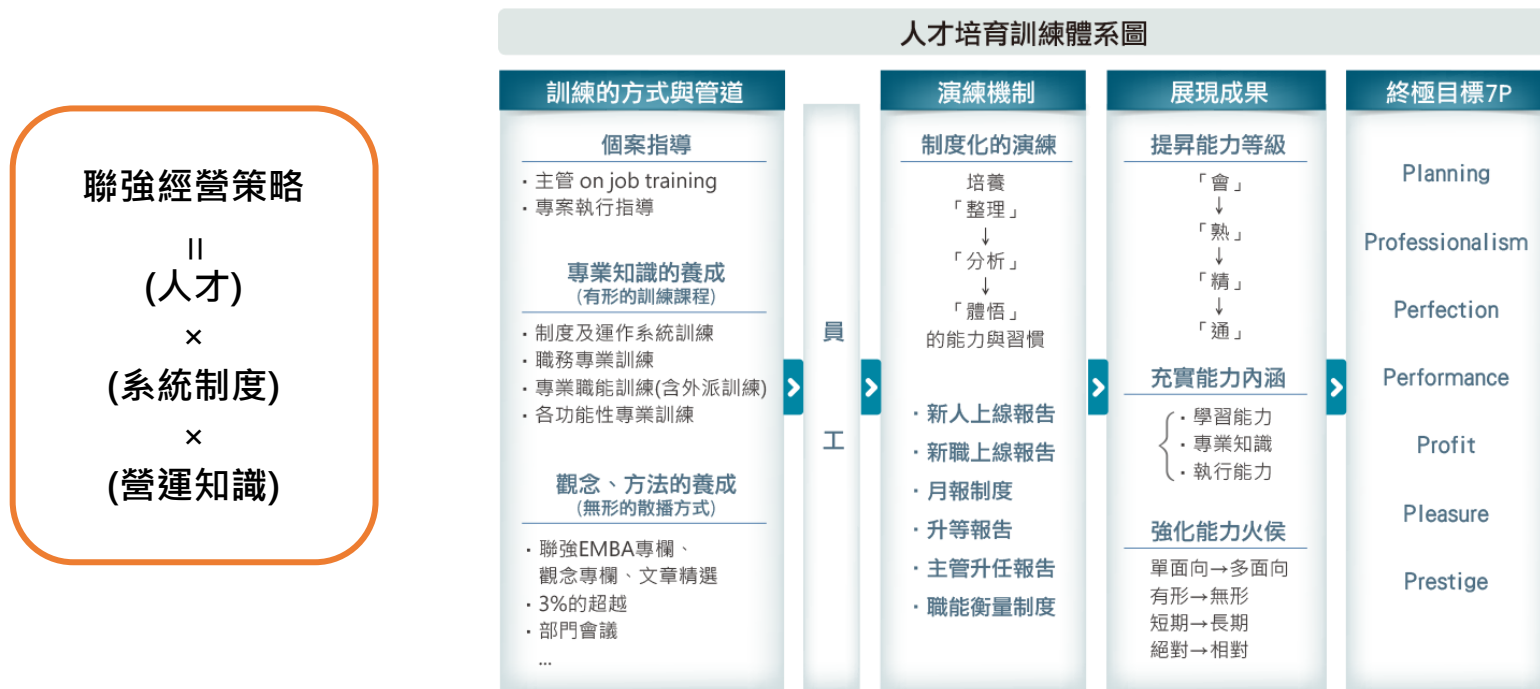 聯強經營策略
=
(人才)
×
(系統制度)
×
(營運知識)
人才培育訓練體系圖
訓練的方式與管道
個案指導
・主管 on job training
・專案執行指導
專業知識的養成
(有形的訓練課程)
・制度及運作系統訓練
・職務專業訓練
・專業職能訓練(含外派訓練)
・各功能性專業訓練
觀念、方法的養成
(無形的散播方式)
・聯強EMBA專欄、
觀念專欄、文章精選
・3%的超越
・部門會議
...
員
工
演練機制
制度化的演練
培養
「整理」
↓
「分析」
↓
「體悟」
的能力與習慣
・新人上線報告
・新職上線報告
・月報制度
・升等報告
・主管升任報告
・職能衡量制度
展現成果
提昇能力等級
「會」
↓
「熟」
↓
「精」
↓
「通」
充實能力內涵
・學習能力
・專業知識
・執行能力
強化能力火侯
單面向→多面向
有形→無形
短期→長期
絕對→相對
終極目標7P
Planning
Professionalism
Perfection
Performance
Profit
Pleasure
Prestige